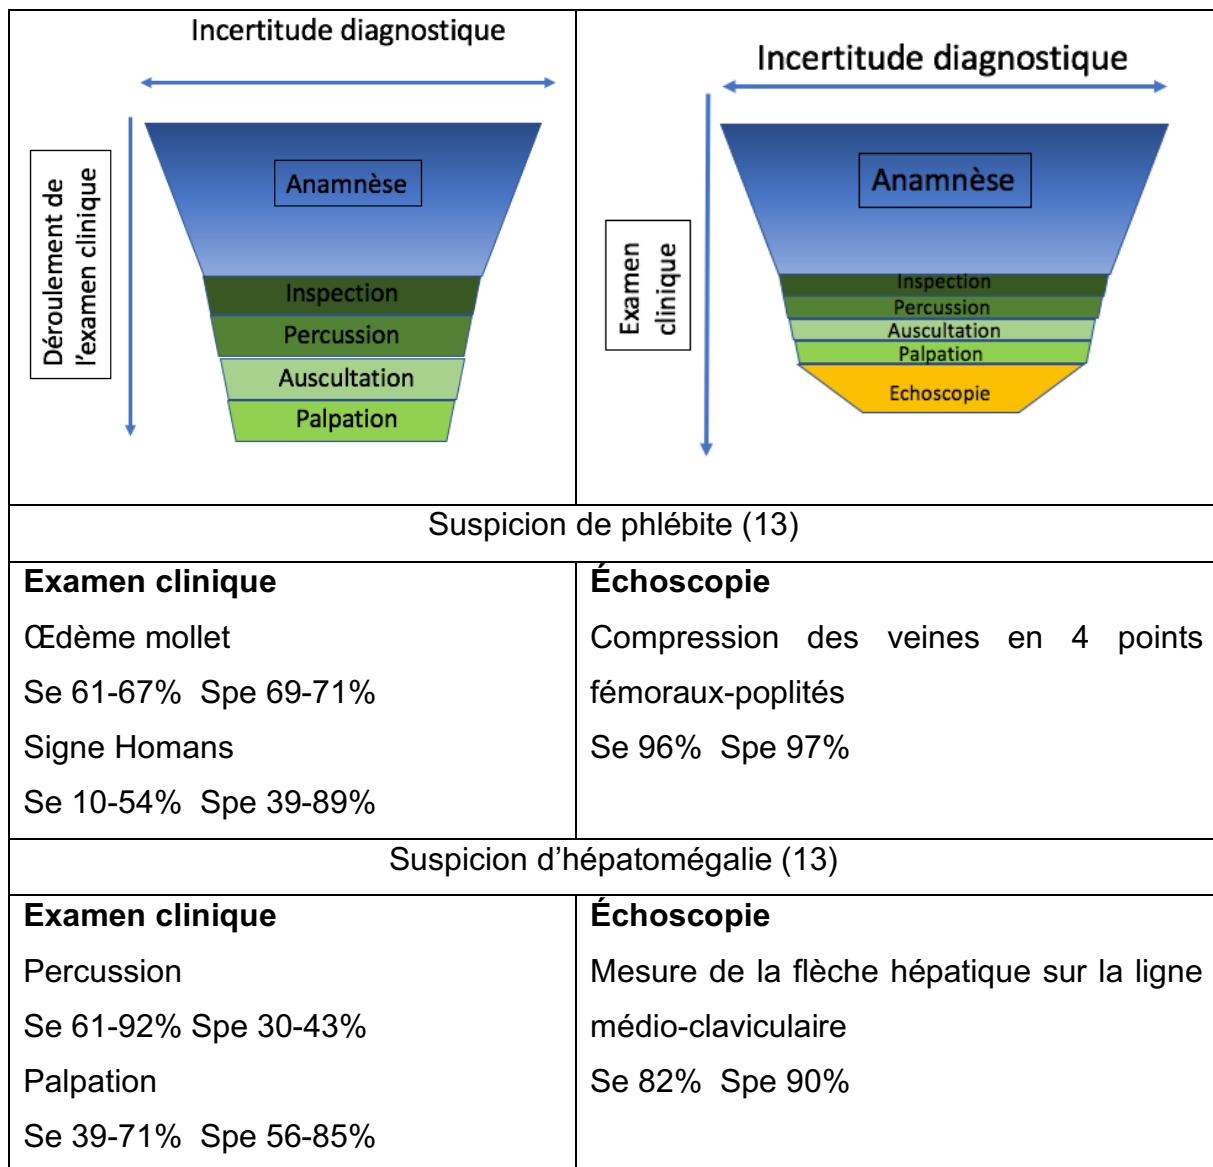 Incertitude diagnostique
Déroulement de
l'examen clinique
Anamnèse
Inspection
Percussion
Auscultation
Palpation
Incertitude diagnostique
Examen
clinique
Anamnèse
Inspection
Percussion
Auscultation
Palpation
Echoscopie
Suspicion de phlébite (13)
Examen clinique
Œdème mollet
Se 61-67% Spe 69-71%
Signe Homans
Se 10-54% Spe 39-89%
Échoscopie
Compression des veines en 4 points
fémoraux-poplités
Se 96% Spe 97%
Suspicion d'hépatomégalie (13)
Examen clinique
Percussion
Se 61-92% Spe 30-43%
Palpation
Se 39-71% Spe 56-85%
Échoscopie
Mesure de la flèche hépatique sur la ligne
médio-claviculaire
Se 82% Spe 90%